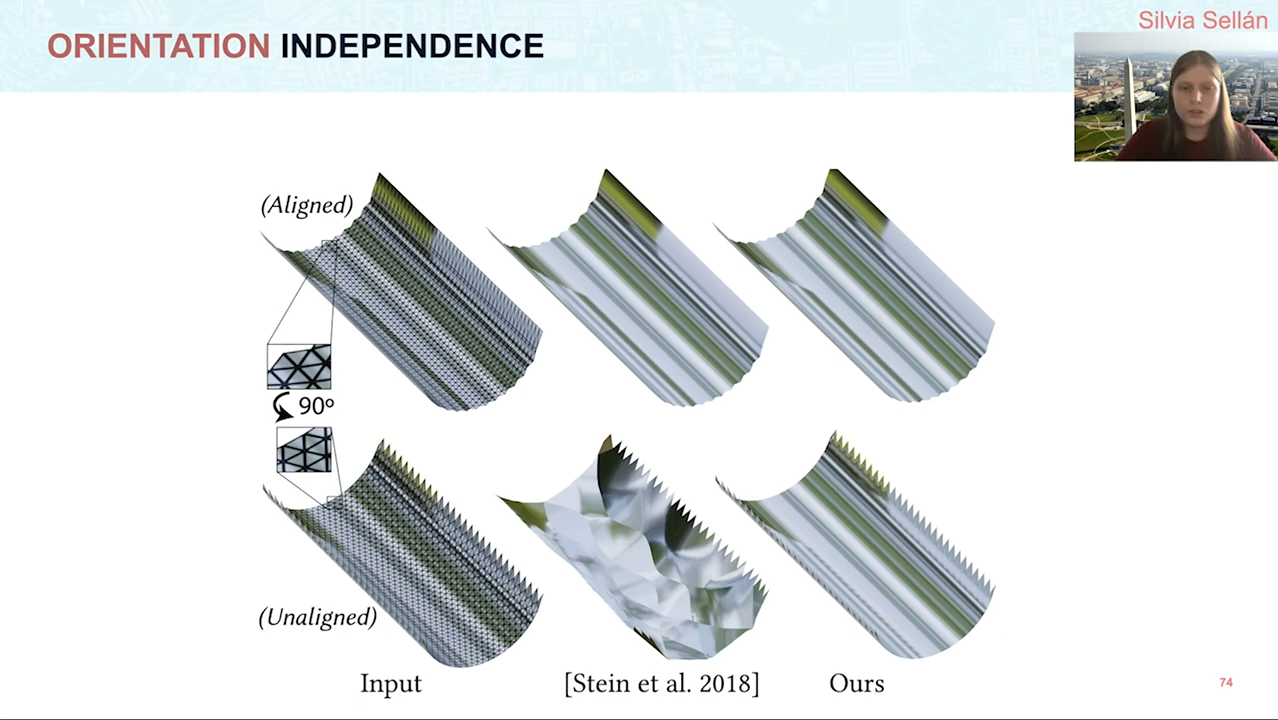 Silvia Sellán
ORIENTATION INDEPENDENCE
(Aligned)
90º
(Unaligned)
Input
[Stein et al. 2018]
Ours
74